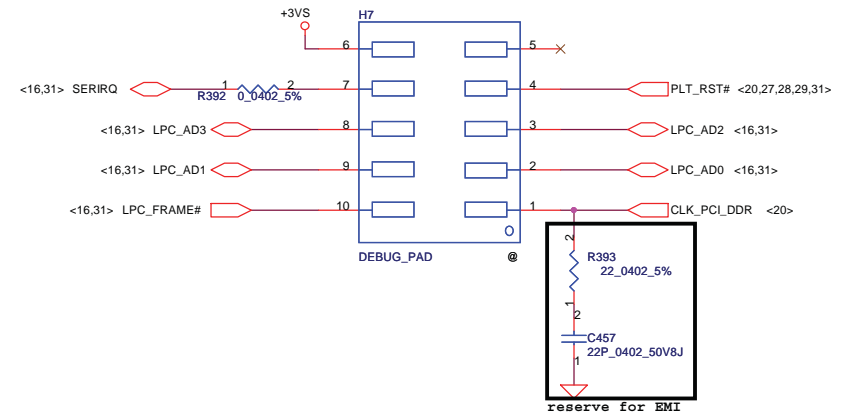 +3VS H7
6 5
<16,31> SERIRQ 1 2 7 4 PLT_RST# <20,27,28,29,31>
R392 0_0402_5%
<16,31> LPC_AD3 8 3 LPC_AD2 <16,31>
<16,31> LPC_AD1 9 2 LPC_AD0 <16,31>
<16,31> LPC_FRAME# 10 1 CLK_PCI_DDR <20>
DEBUG_PAD @
2 R393
22_0402_5%
1
2
C457
22P_0402_50V8J
1
reserve for EMI